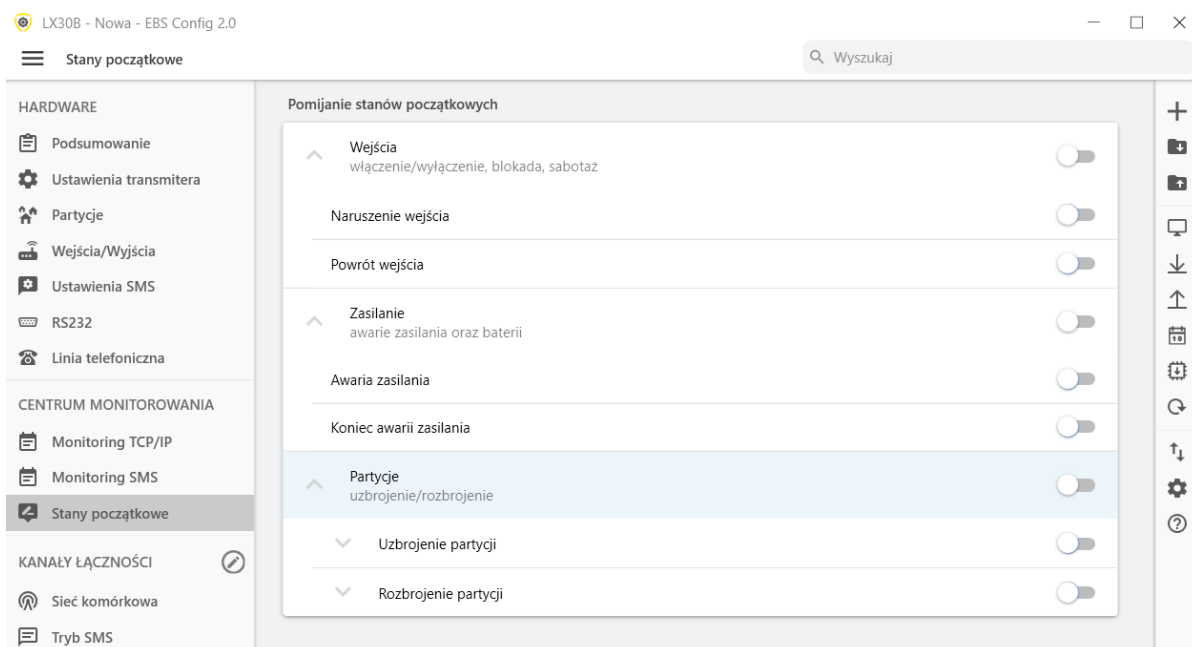 LX30B - Nowa - EBS Config 2.0
Stany początkowe
Wyszukaj
HARDWARE
Podsumowanie
Ustawienia transmitera
Partycje
Wejścia/Wyjścia
Ustawienia SMS
RS232
Linia telefoniczna
CENTRUM MONITOROWANIA
Monitoring TCP/IP
Monitoring SMS
Stany początkowe
KANAŁY ŁĄCZNOŚCI
Sieć komórkowa
Tryb SMS
Pomijanie stanów początkowych
Wejścia
włączenie/wyłączenie, blokada, sabotaż
Naruszenie wejścia
Powrót wejścia
Zasilanie
awarie zasilania oraz baterii
Awaria zasilania
Koniec awarii zasilania
Partycje
uzbrojenie/rozbrojenie
Uzbrojenie partycji
Rozbrojenie partycji